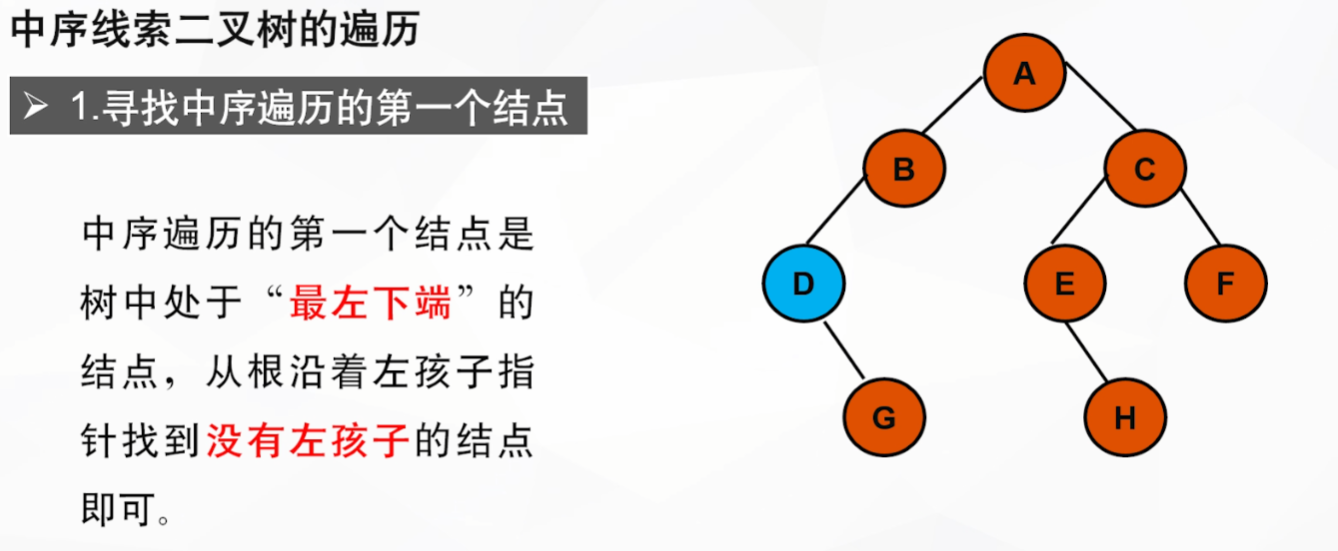 中序线索二叉树的遍历
➢ 1.寻找中序遍历的第一个结点
中序遍历的第一个结点是
树中处于“最左下端”的
结点，从根沿着左孩子指
针找到没有左孩子的结点
即可。
A
B
C
D
E
F
G
H